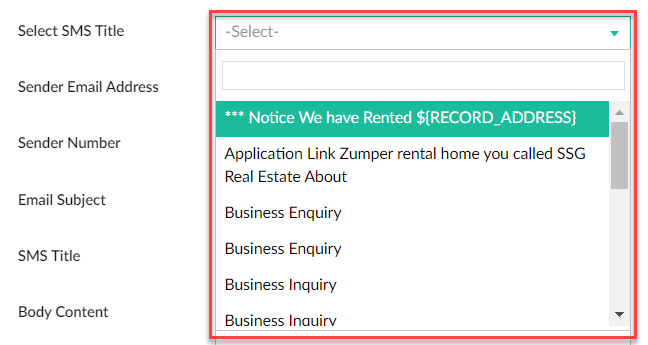 Select SMS Title
-Select-
Sender Email Address
*** Notice We have Rented ${RECORD_ADDRESS}
Sender Number
Application Link Zumper rental home you called SSG
Real Estate About
Email Subject
Business Enquiry
Business Enquiry
SMS Title
Business Inquiry
Body Content
Business Inquiry